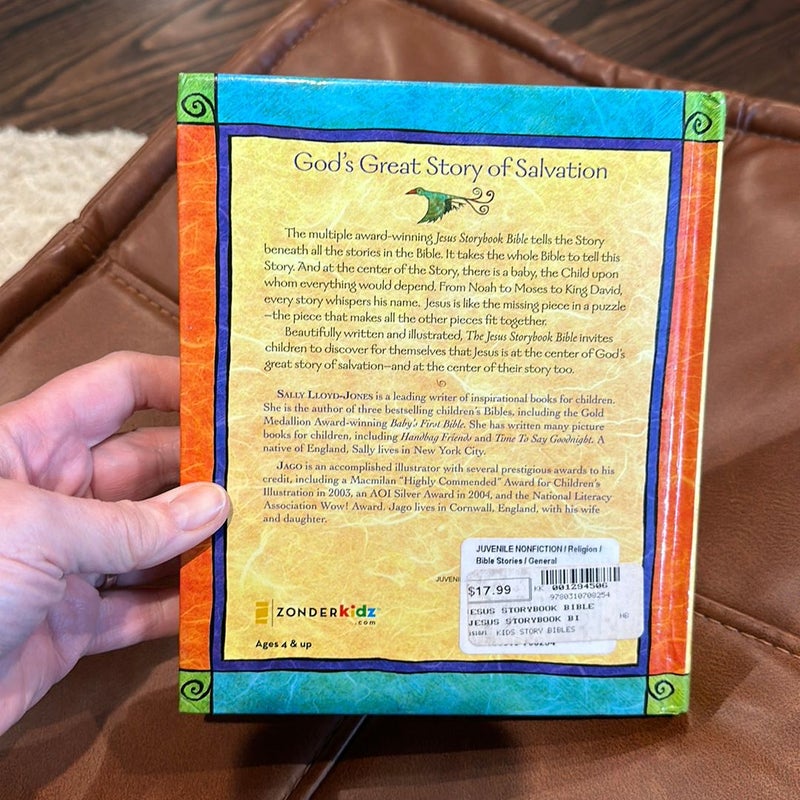 God's Great Story of Salvation
The multiple award-winning Jesus Storybook Bible tells the Story
beneath all the stories in the Bible. It takes the whole Bible to tell this
Story. And at the center of the Story, there is a baby, the Child upon
whom everything would depend. From Noah to Moses to King David,
every story whispers his name. Jesus is like the missing piece in a puzzle
—the piece that makes all the other pieces fit together.
Beautifully written and illustrated, The Jesus Storybook Bible invites
children to discover for themselves that Jesus is at the center of God's
great story of salvation—and at the center of their story too.
SALLY LLOYD-JONES is a leading writer of inspirational books for children.
She is the author of three bestselling children's Bibles, including the Gold
Medallion Award-winning Baby's First Bible. She has written many picture
books for children, including Handbag Friends and Time To Say Goodnight. A
native of England, Sally lives in New York City.
JAGO is an accomplished illustrator with several prestigious awards to his
credit, including a Macmillan "Highly Commended" Award for Children's
Illustration in 2003, an AOI Silver Award in 2004, and the National Literacy
Association Wow! Award. Jago lives in Cornwall, England, with his wife
and daughter.
JUVENILE NONFICTION / Religion /
Bible Stories / General
JUVENI
$17.99
KK 001294506
9780310708254
ESUS STORYBOOK BIBLE
JESUS STORYBOOK BI
HB
KIDS STORY BIBLES
ZONDERkidz
.com
Ages 4 & up